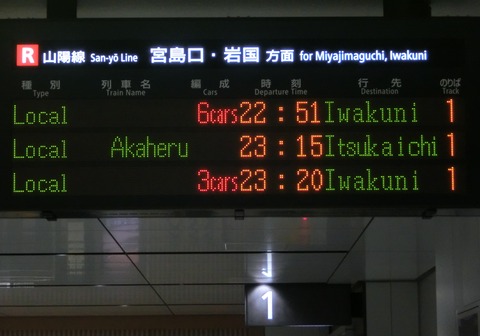 R 山陽線 San-yō Line 宮島口・岩国 方面 for Miyajimaguchi, Iwakuni
種別 列車名 編成 時刻 行先 のりば
Type Train Name Cars Departure Time Destination Track
Local 6cars 22:51 Iwakuni 1
Local Akaheru 23:15 Itsukaichi 1
Local 3cars 23:20 Iwakuni 1
1